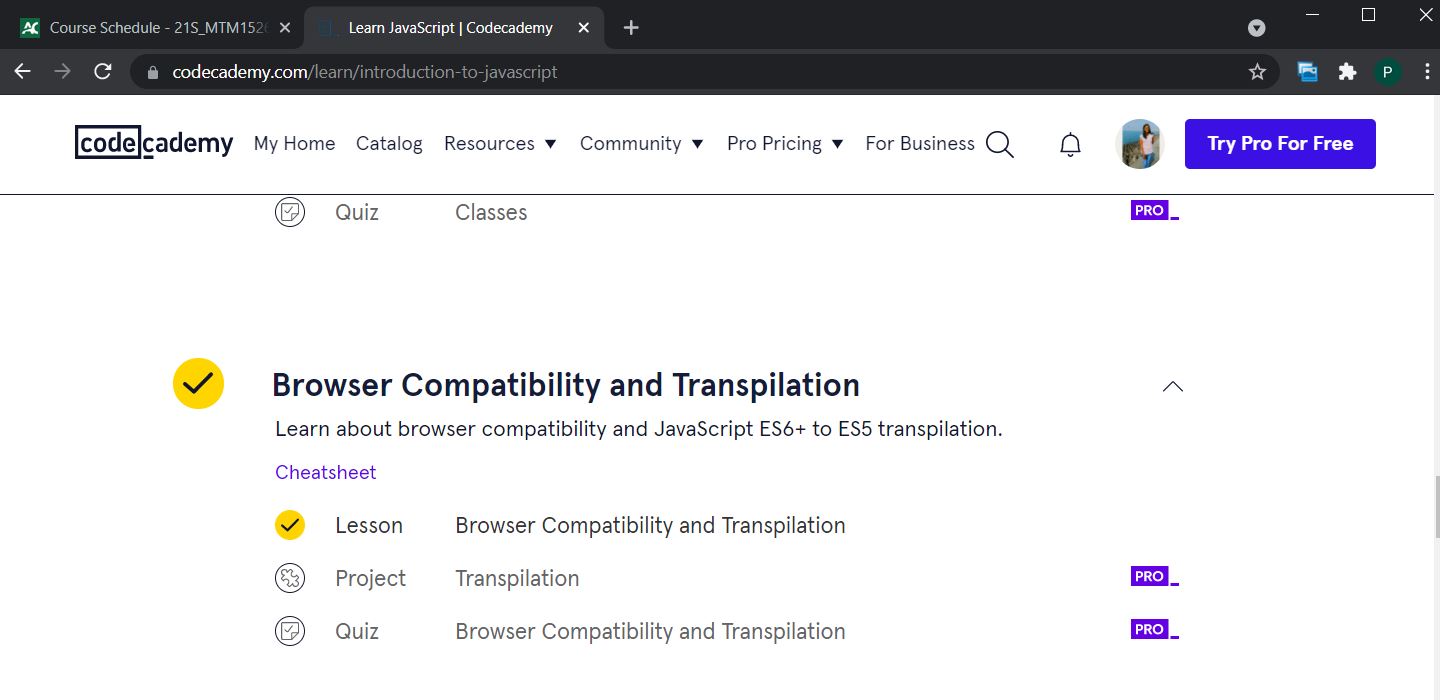 Course Schedule - 21S_MTM1526
Learn JavaScript | Codecademy
codecademy.com/learn/introduction-to-javascript
P
codecademy My Home Catalog Resources Community Pro Pricing For Business Try Pro For Free
Quiz Classes PRO
Browser Compatibility and Transpilation
Learn about browser compatibility and JavaScript ES6+ to ES5 transpilation.
Cheatsheet
Lesson Browser Compatibility and Transpilation
Project Transpilation PRO
Quiz Browser Compatibility and Transpilation PRO